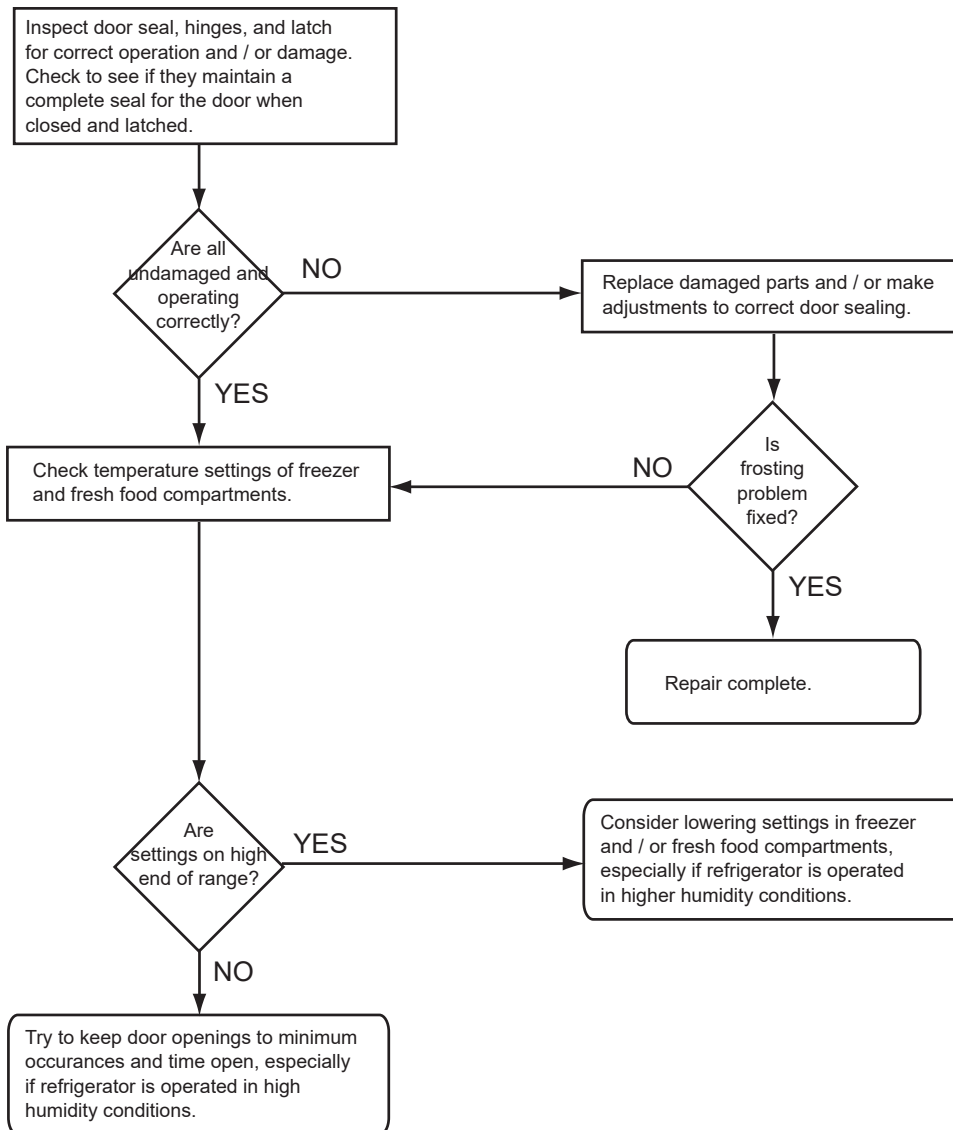 Inspect door seal, hinges, and latch
for correct operation and / or damage.
Check to see if they maintain a
complete seal for the door when
closed and latched.
Are all
undamaged and
operating
correctly?
NO
Replace damaged parts and / or make
adjustments to correct door sealing.
YES
Is
frosting
problem
fixed?
NO
Check temperature settings of freezer
and fresh food compartments.
YES
Repair complete.
Are
settings on high
end of range?
YES
Consider lowering settings in freezer
and / or fresh food compartments,
especially if refrigerator is operated
in higher humidity conditions.
NO
Try to keep door openings to minimum
occurances and time open, especially
if refrigerator is operated in high
humidity conditions.